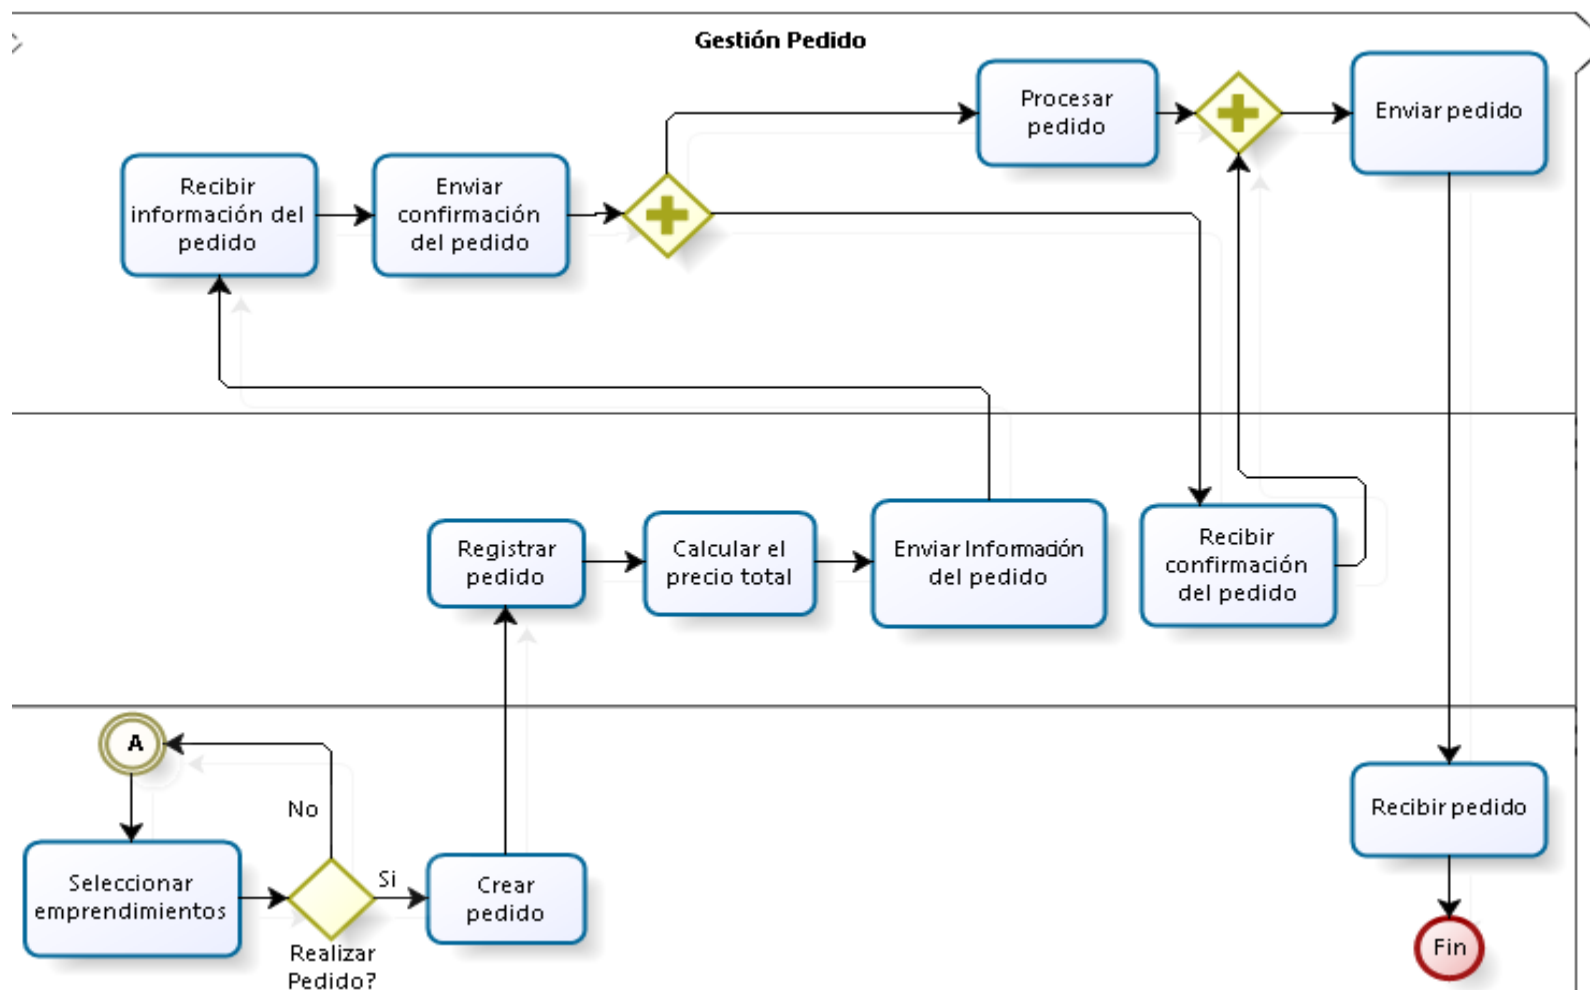 Gestión Pedido
Procesar
pedido
Enviar pedido
Recibir
información del
pedido
Enviar
confirmación
del pedido
Registrar
pedido
Calcular el
precio total
Enviar Información
del pedido
Recibir
confirmación
del pedido
A
No
Seleccionar
emprendimientos
Si
Realizar
Pedido?
Crear
pedido
Recibir pedido
Fin